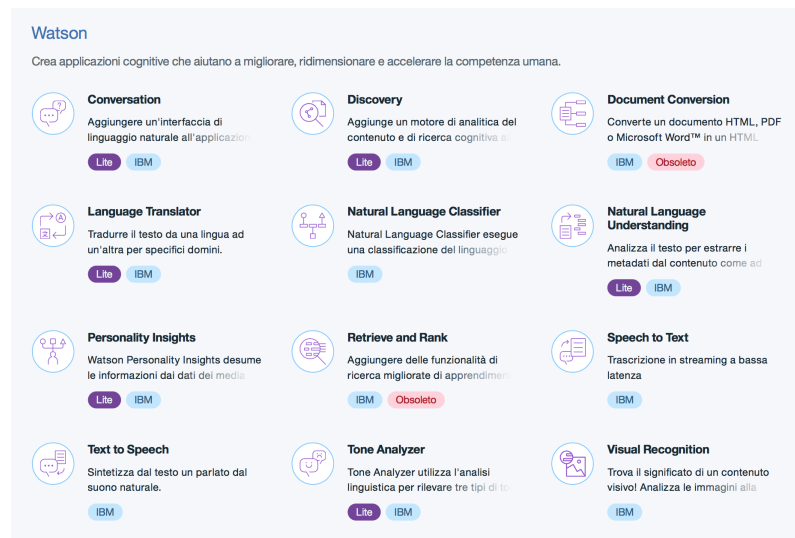 Watson
Crea applicazioni cognitive che aiutano a migliorare, ridimensionare e accelerare la competenza umana.
Conversation
Aggiungere un'interfaccia di
linguaggio naturale all'applicazion
Lite IBM
Discovery
Aggiunge un motore di analitica del
contenuto e di ricerca cognitiva al
Lite IBM
Document Conversion
Converte un documento HTML, PDF
o Microsoft Word™ in un HTML
IBM Obsoleto
Language Translator
Tradurre il testo da una lingua ad
un'altra per specifici domini.
Lite IBM
Natural Language Classifier
Natural Language Classifier esegue
una classificazione del linguaggio
IBM
Natural Language
Understanding
Analizza il testo per estrarre i
metadati dal contenuto come ad
Lite IBM
Personality Insights
Watson Personality Insights desume
le informazioni dai dati dei media
Lite IBM
Retrieve and Rank
Aggiungere delle funzionalità di
ricerca migliorate di apprendimen
IBM Obsoleto
Speech to Text
Trascrizione in streaming a bassa
latenza
IBM
Text to Speech
Sintetizza dal testo un parlato dal
suono naturale.
IBM
Tone Analyzer
Tone Analyzer utilizza l'analisi
linguistica per rilevare tre tipi di to
Lite IBM
Visual Recognition
Trova il significato di un contenuto
visivo! Analizza le immagini alla
IBM